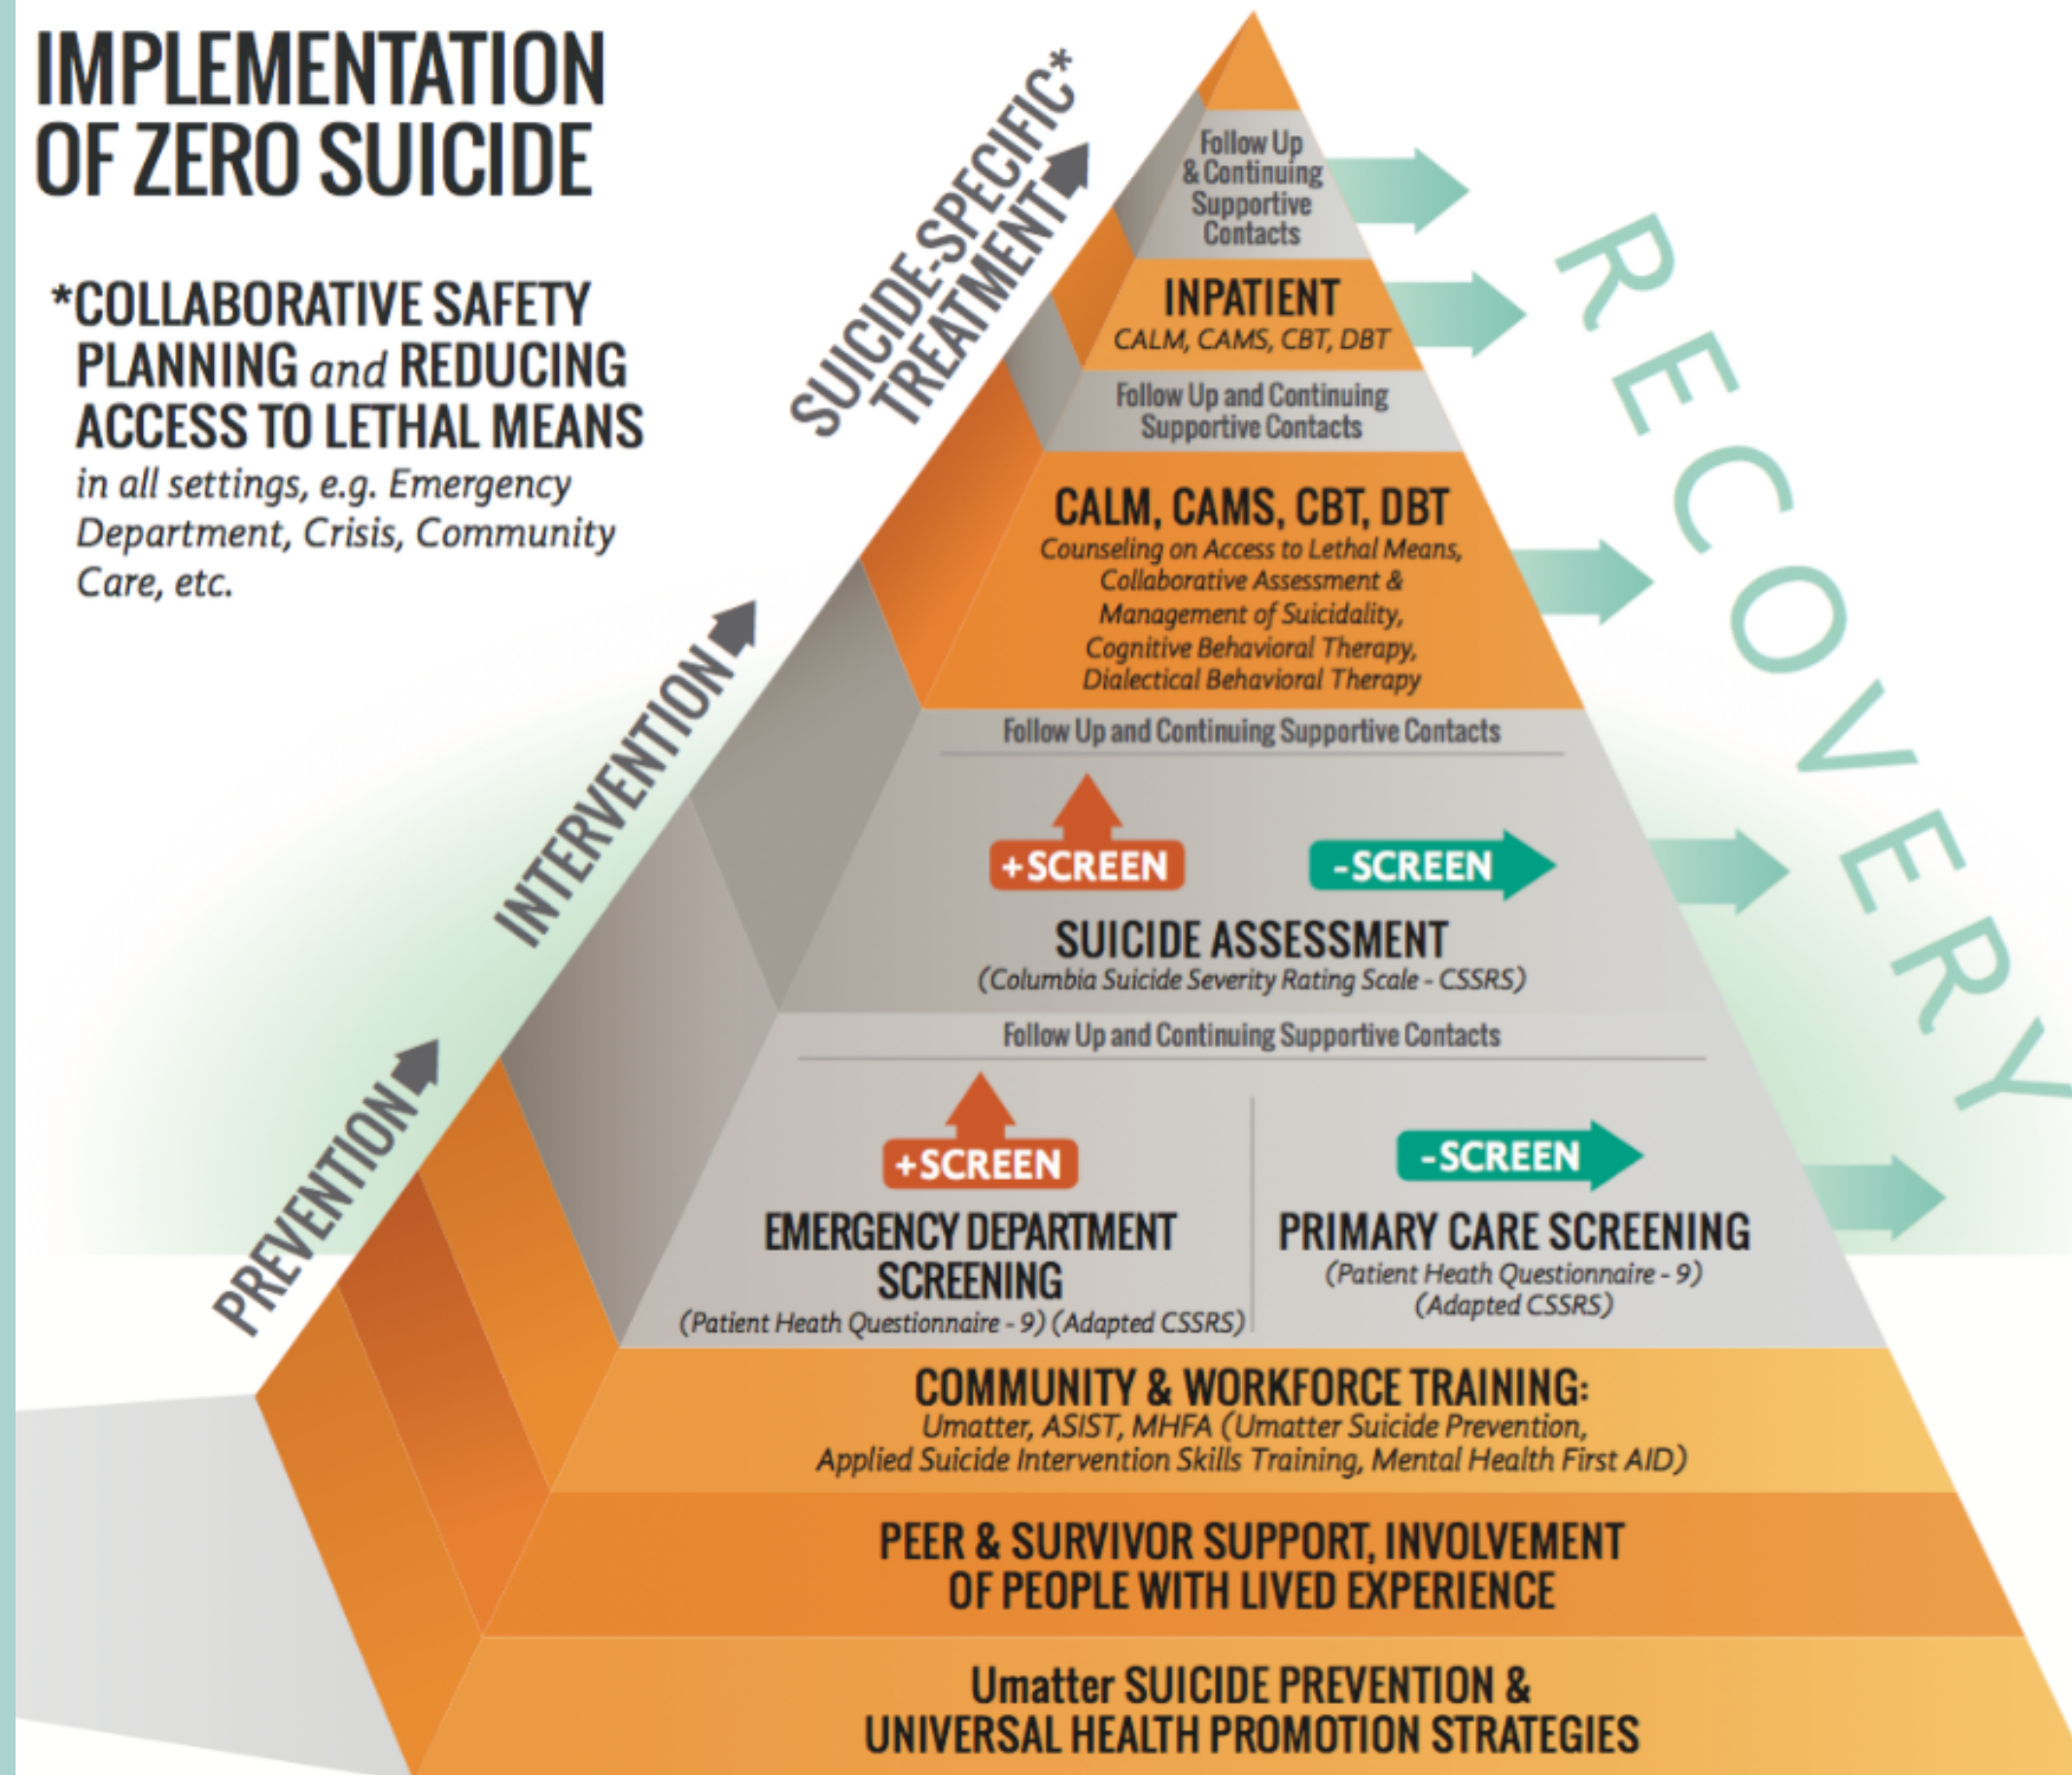 IMPLEMENTATION
OF ZERO SUICIDE
*COLLABORATIVE SAFETY
PLANNING and REDUCING
ACCESS TO LETHAL MEANS
in all settings, e.g. Emergency
Department, Crisis, Community
Care, etc.
SUICIDE-SPECIFIC*
TREATMENT
INTERVENTION
PREVENTION
Follow Up
& Continuing
Supportive
Contacts
INPATIENT
CALM, CAMS, CBT, DBT
Follow Up and Continuing
Supportive Contacts
CALM, CAMS, CBT, DBT
Counseling on Access to Lethal Means,
Collaborative Assessment &
Management of Suicidality,
Cognitive Behavioral Therapy,
Dialectical Behavioral Therapy
Follow Up and Continuing Supportive Contacts
+SCREEN
-SCREEN
SUICIDE ASSESSMENT
(Columbia Suicide Severity Rating Scale - CSSRS)
Follow Up and Continuing Supportive Contacts
+SCREEN
EMERGENCY DEPARTMENT
SCREENING
(Patient Heath Questionnaire - 9) (Adapted CSSRS)
-SCREEN
PRIMARY CARE SCREENING
(Patient Heath Questionnaire - 9)
(Adapted CSSRS)
COMMUNITY & WORKFORCE TRAINING:
Umatter, ASIST, MHFA (Umatter Suicide Prevention,
Applied Suicide Intervention Skills Training, Mental Health First AID)
PEER & SURVIVOR SUPPORT, INVOLVEMENT
OF PEOPLE WITH LIVED EXPERIENCE
Umatter SUICIDE PREVENTION &
UNIVERSAL HEALTH PROMOTION STRATEGIES
RECOVERY